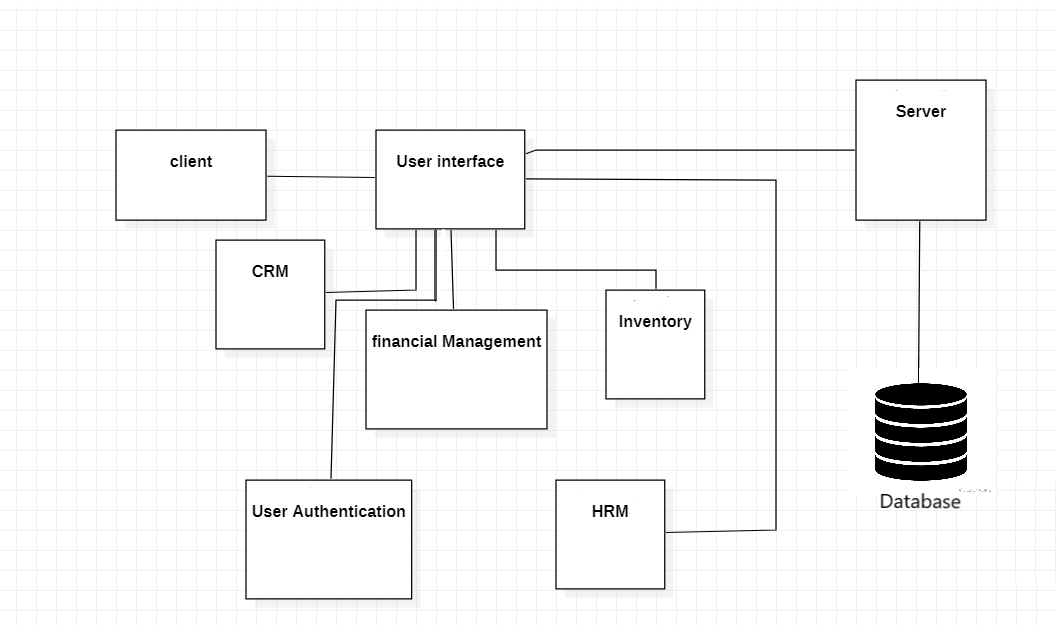 Server
client
User interface
CRM
Inventory
financial Management
Database
User Authentication
HRM